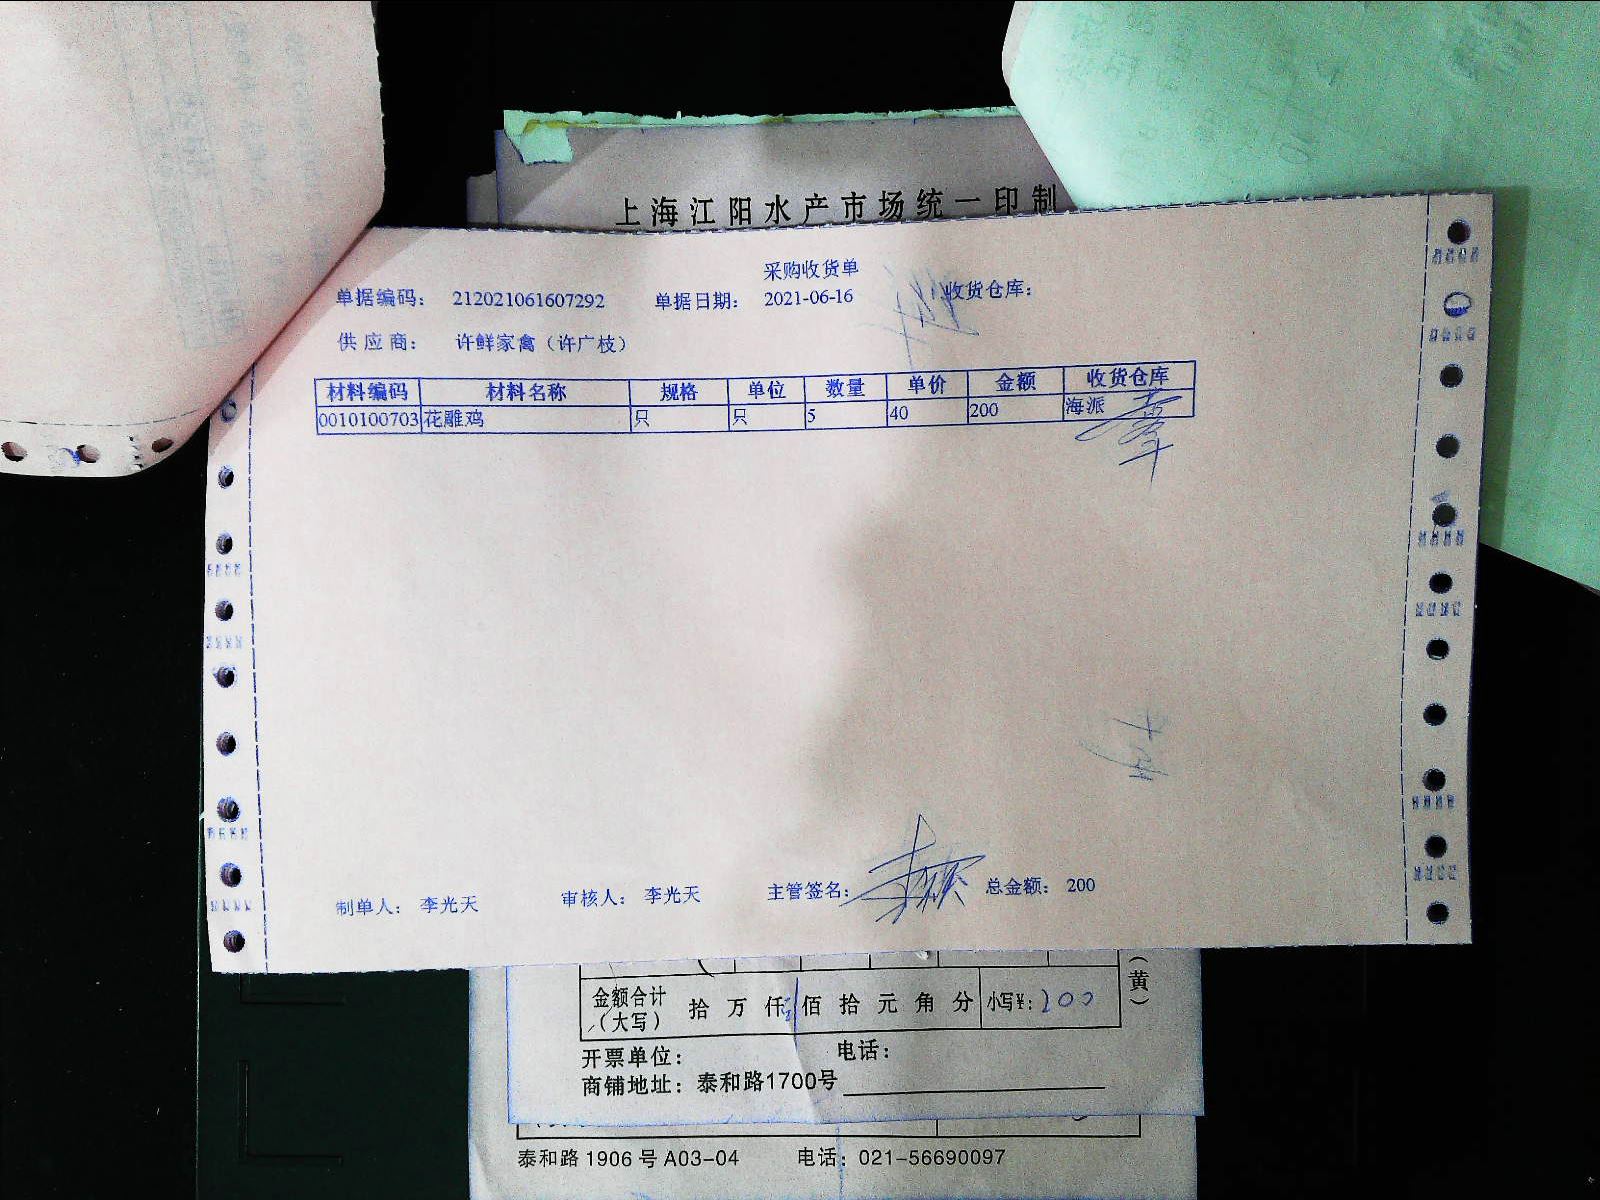 上海江阳水产市场统一印制
采购收货单
单据编码： 212021061607292 单据日期： 2021-06-16 收货仓库：
供应商： 许鲜家禽（许广枝）
材料编码 材料名称 规格 单位 数量 单价 金额 收货仓库
0010100703 花雕鸡 只 只 5 40 200 海派
制单人： 李光天 审核人： 李光天 主管签名： 总金额： 200
（黄）
金额合计（大写） 拾 万 仟 佰 拾 元 角 分 小写¥：200
开票单位： 电话：
商铺地址：泰和路1700号
泰和路 1906 号 A03-04 电话：021-56690097